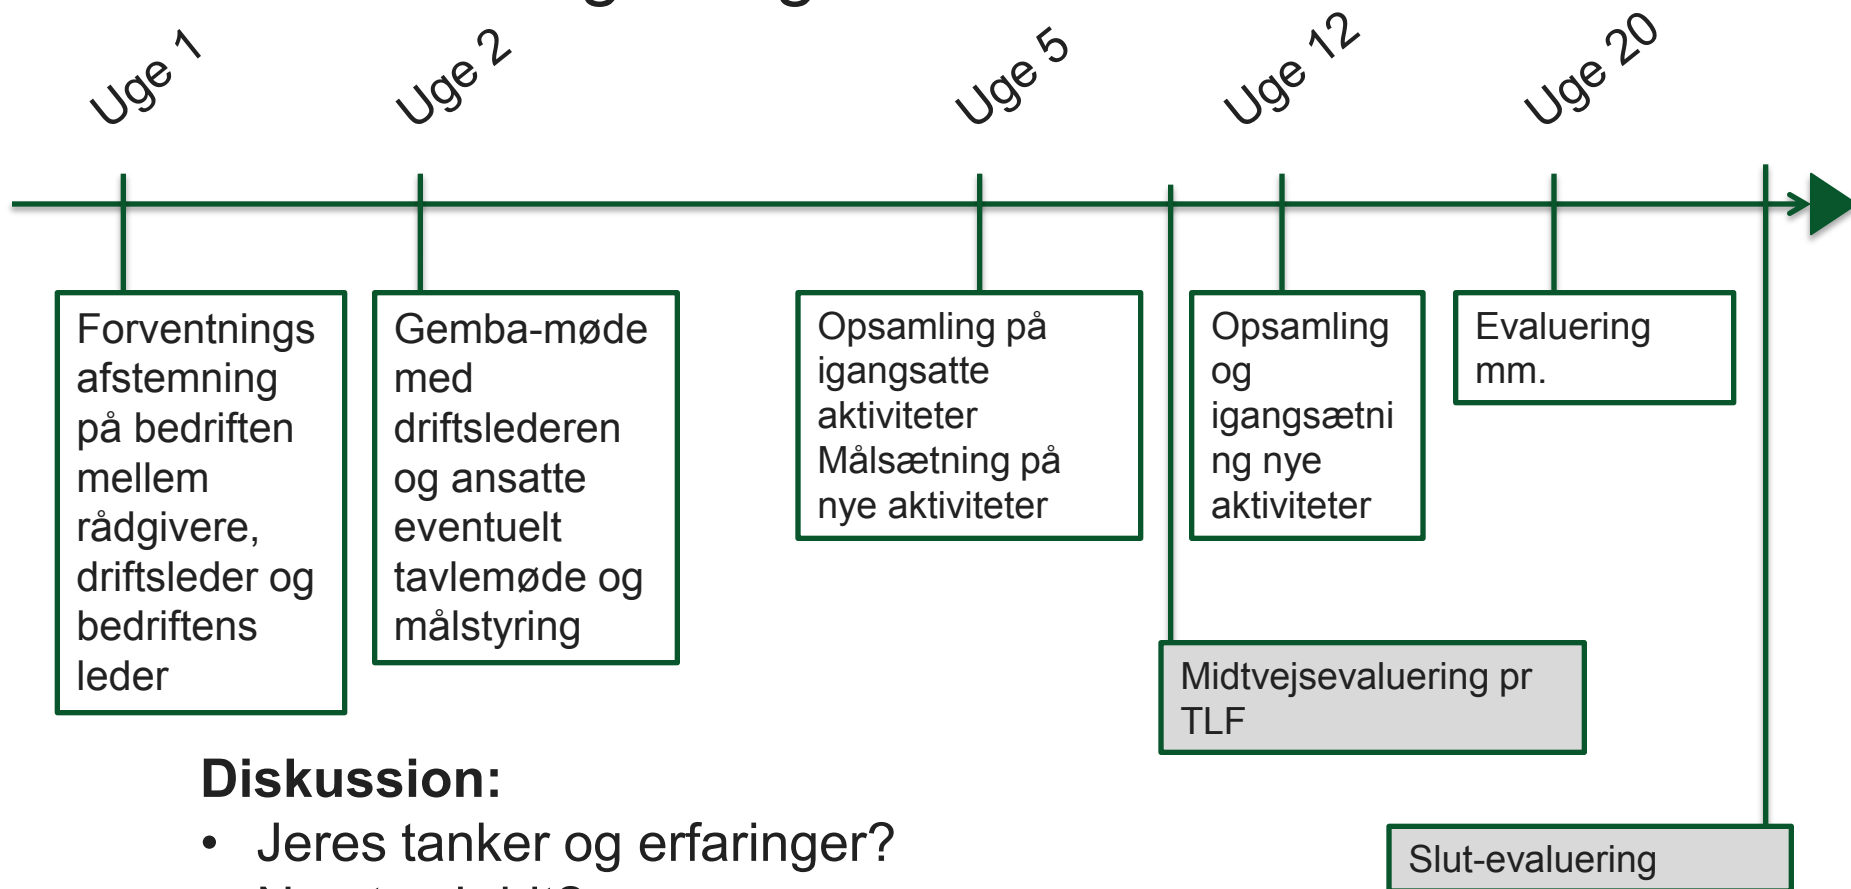 Uge 1
Uge 2
Uge 5
Uge 12
Uge 20
Forventnings
afstemning
på bedriften
mellem
rådgivere,
driftsleder og
bedriftens
leder
Gemba-møde
med
driftslederen
og ansatte
eventuelt
tavlemøde og
målstyring
Opsamling på
igangsatte
aktiviteter
Målsætning på
nye aktiviteter
Opsamling
og
igangsætni
ng nye
aktiviteter
Evaluering
mm.
Midtvejsevaluering pr
TLF
Slut-evaluering
Diskussion:
• Jeres tanker og erfaringer?